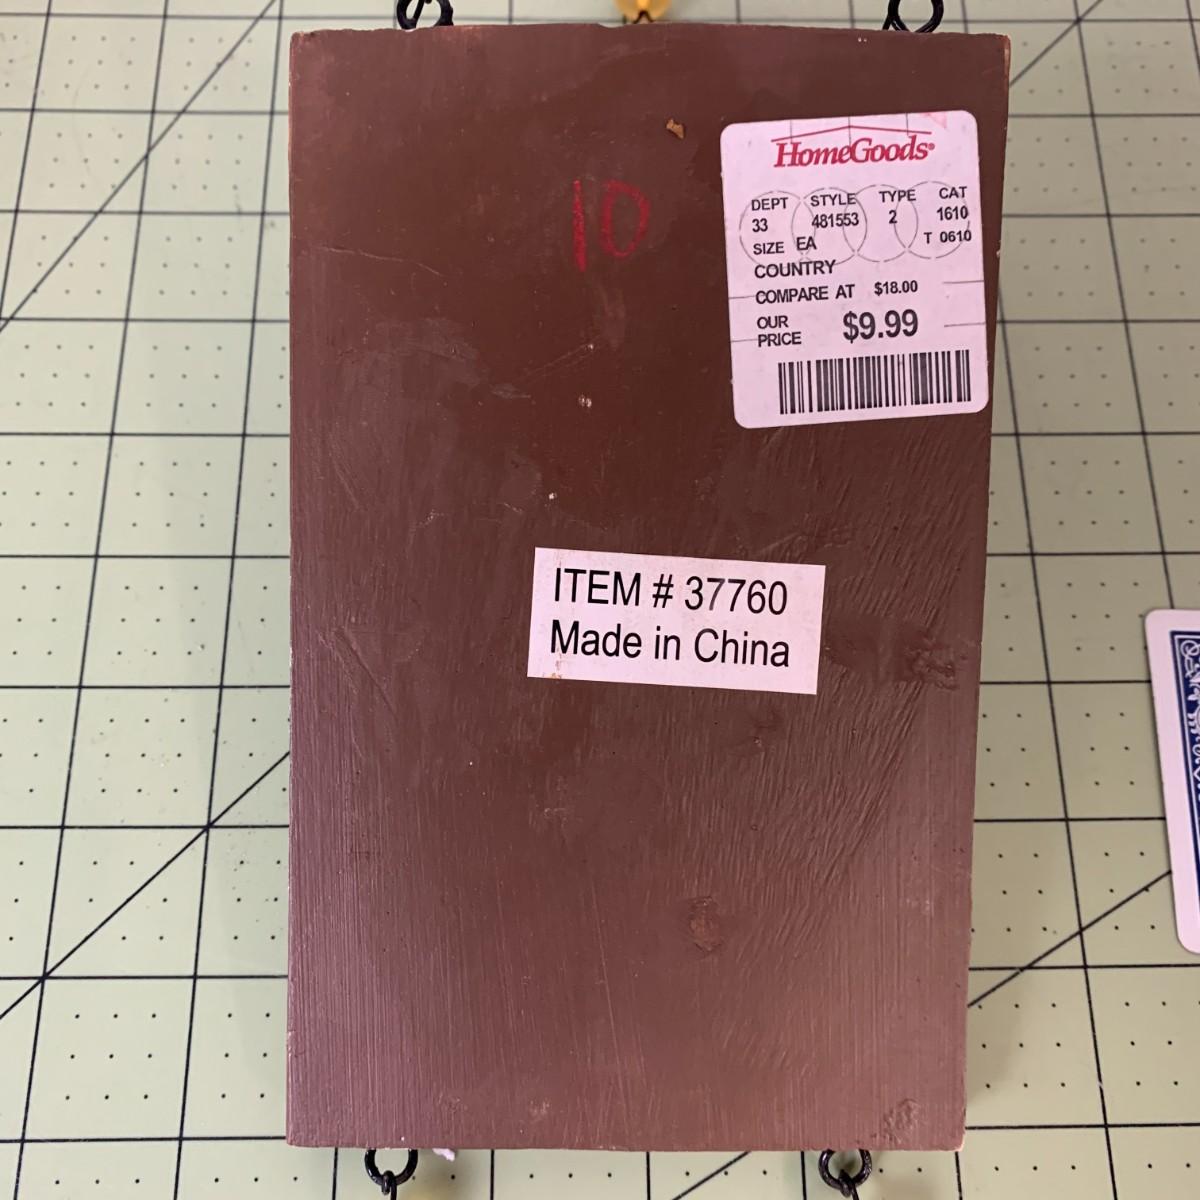 HomeGoods®
DEPT STYLE TYPE CAT
33 481553 2 1610
SIZE EA T 0610
COUNTRY
COMPARE AT $18.00
OUR PRICE $9.99
10
ITEM # 37760
Made in China